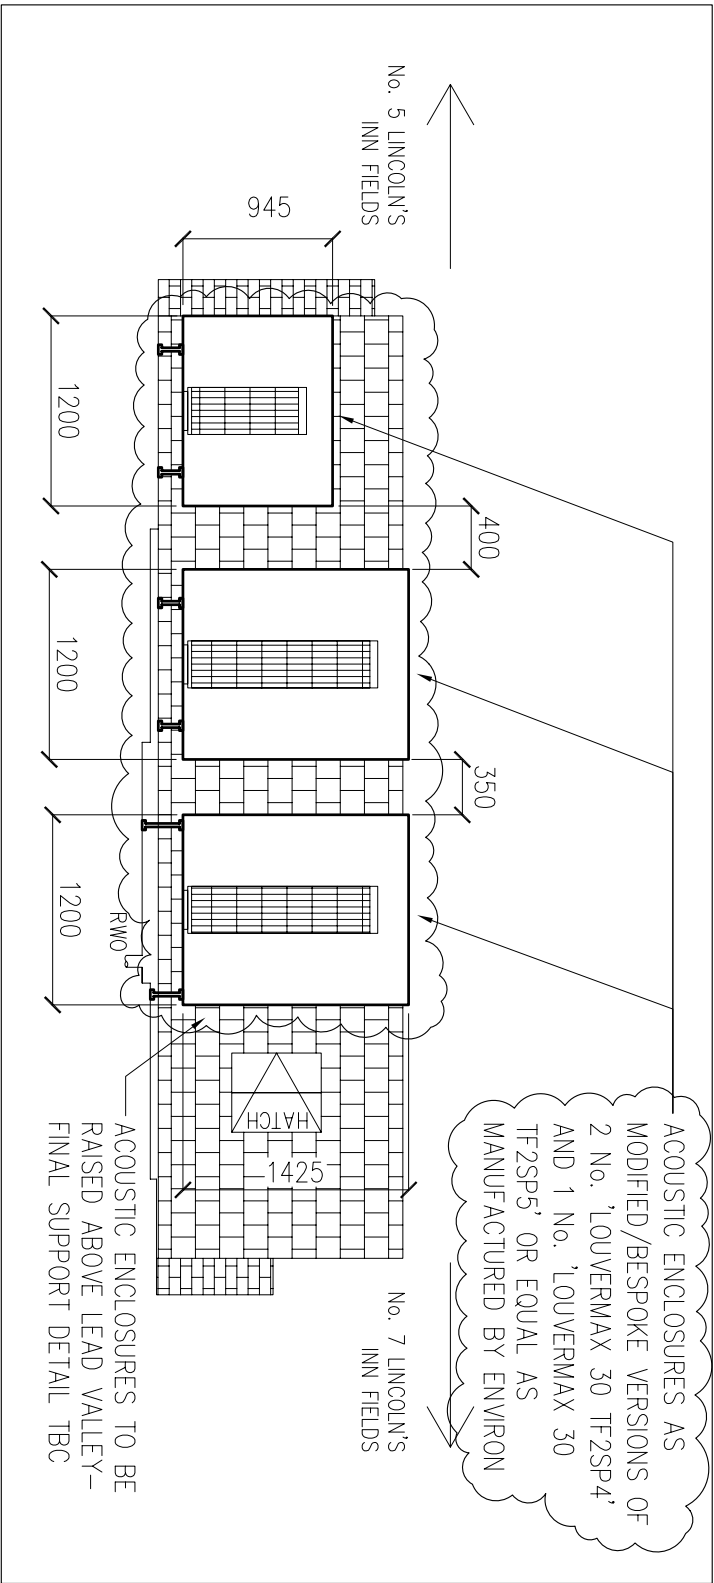 No. 5 LINCOLN'S
INN FIELDS
945
1200
400
1200
350
1200
RWO
HATCH
1425
No. 7 LINCOLN'S
INN FIELDS
ACOUSTIC ENCLOSURES AS
MODIFIED/BESPOKE VERSIONS OF
2 No. 'LOUVERMAX 30 TF2SP4'
AND 1 No. 'LOUVERMAX 30
TF2SP5' OR EQUAL AS
MANUFACTURED BY ENVIRON
ACOUSTIC ENCLOSURES TO BE
RAISED ABOVE LEAD VALLEY-
FINAL SUPPORT DETAIL TBC